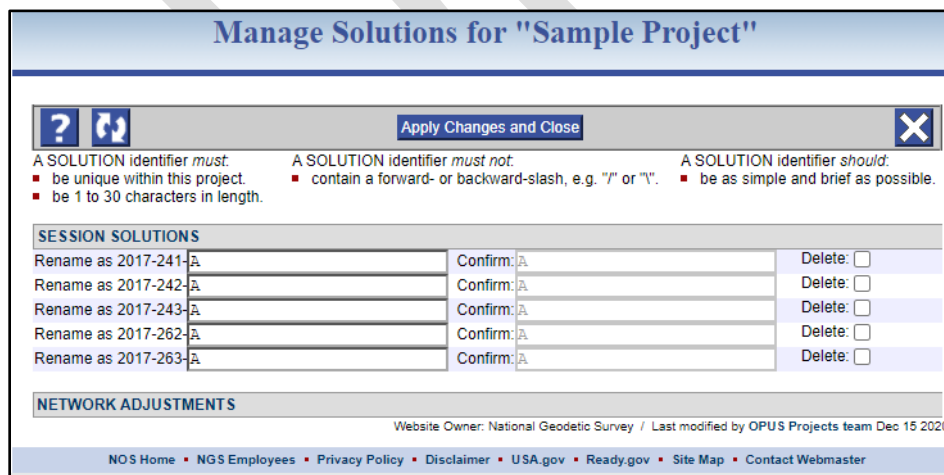 Manage Solutions for "Sample Project"
? Apply Changes and Close X
A SOLUTION identifier must: A SOLUTION identifier must not: A SOLUTION identifier should:
be unique within this project. contain a forward- or backward-slash, e.g. "/" or "\". be as simple and brief as possible.
be 1 to 30 characters in length.
SESSION SOLUTIONS
Rename as 2017-241- A Confirm: A Delete:
Rename as 2017-242- A Confirm: A Delete:
Rename as 2017-243- A Confirm: A Delete:
Rename as 2017-262- A Confirm: A Delete:
Rename as 2017-263- A Confirm: A Delete:
NETWORK ADJUSTMENTS
Website Owner: National Geodetic Survey / Last modified by OPUS Projects team Dec 15 2020
NOS Home ▪ NGS Employees ▪ Privacy Policy ▪ Disclaimer ▪ USA.gov ▪ Ready.gov ▪ Site Map ▪ Contact Webmaster